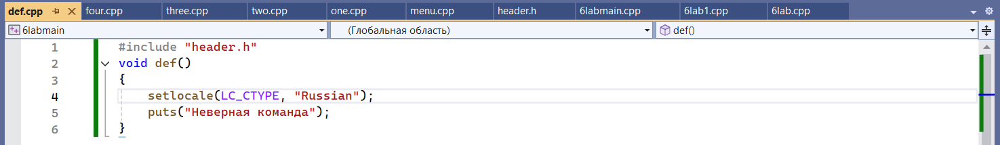 def.cpp four.cpp three.cpp two.cpp one.cpp menu.cpp header.h 6labmain.cpp 6lab1.cpp 6lab.cpp
6labmain (Глобальная область) def()
1 #include "header.h"
2 void def()
3 {
4 setlocale(LC_CTYPE, "Russian");
5 puts("Неверная команда");
6 }